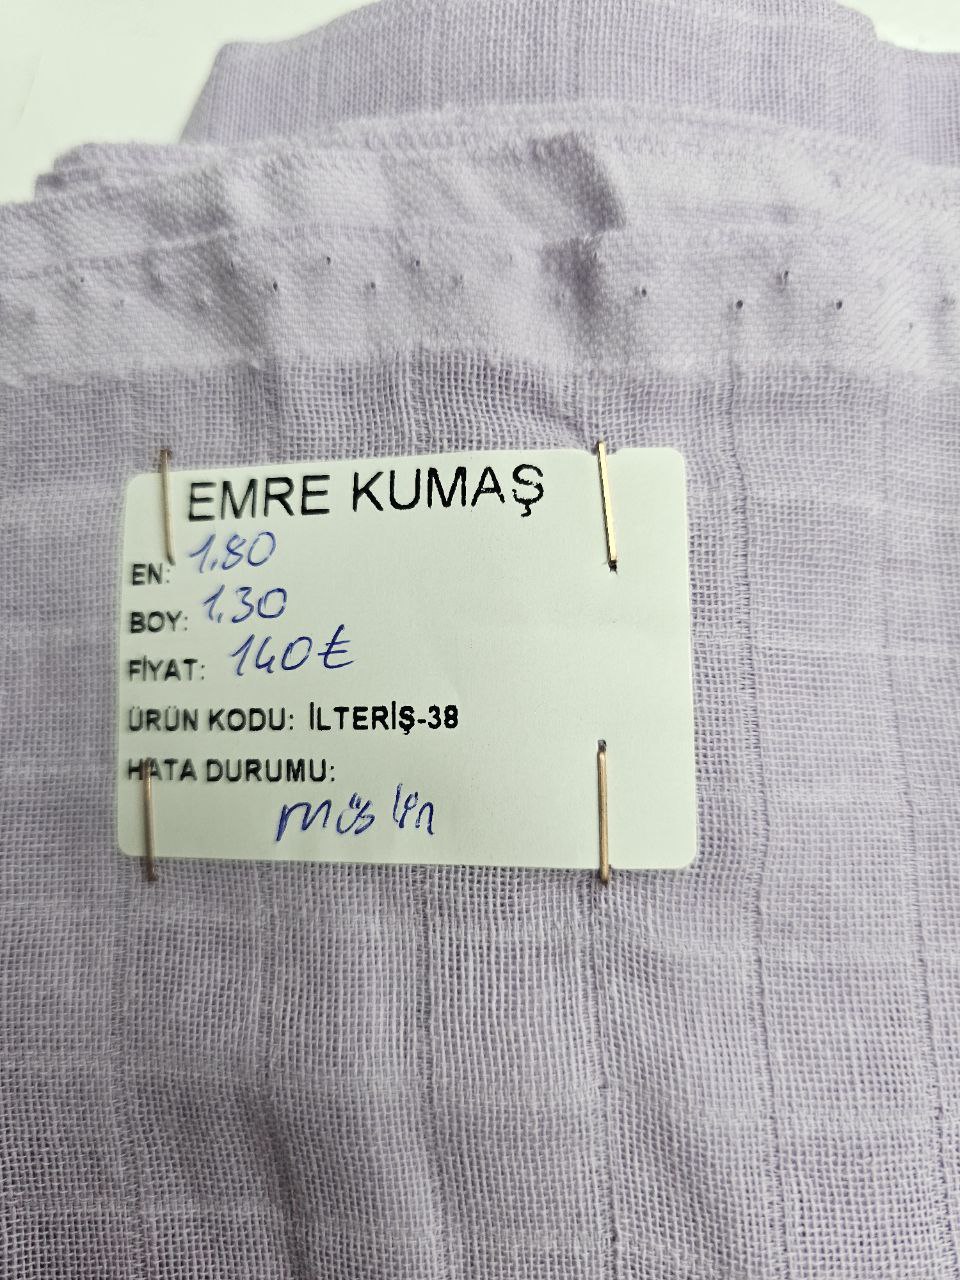 EMRE KUMAŞ
EN: 1.80
BOY: 1.30
FİYAT: 140₺
ÜRÜN KODU: İLTERİŞ-38
HATA DURUMU:
müslin